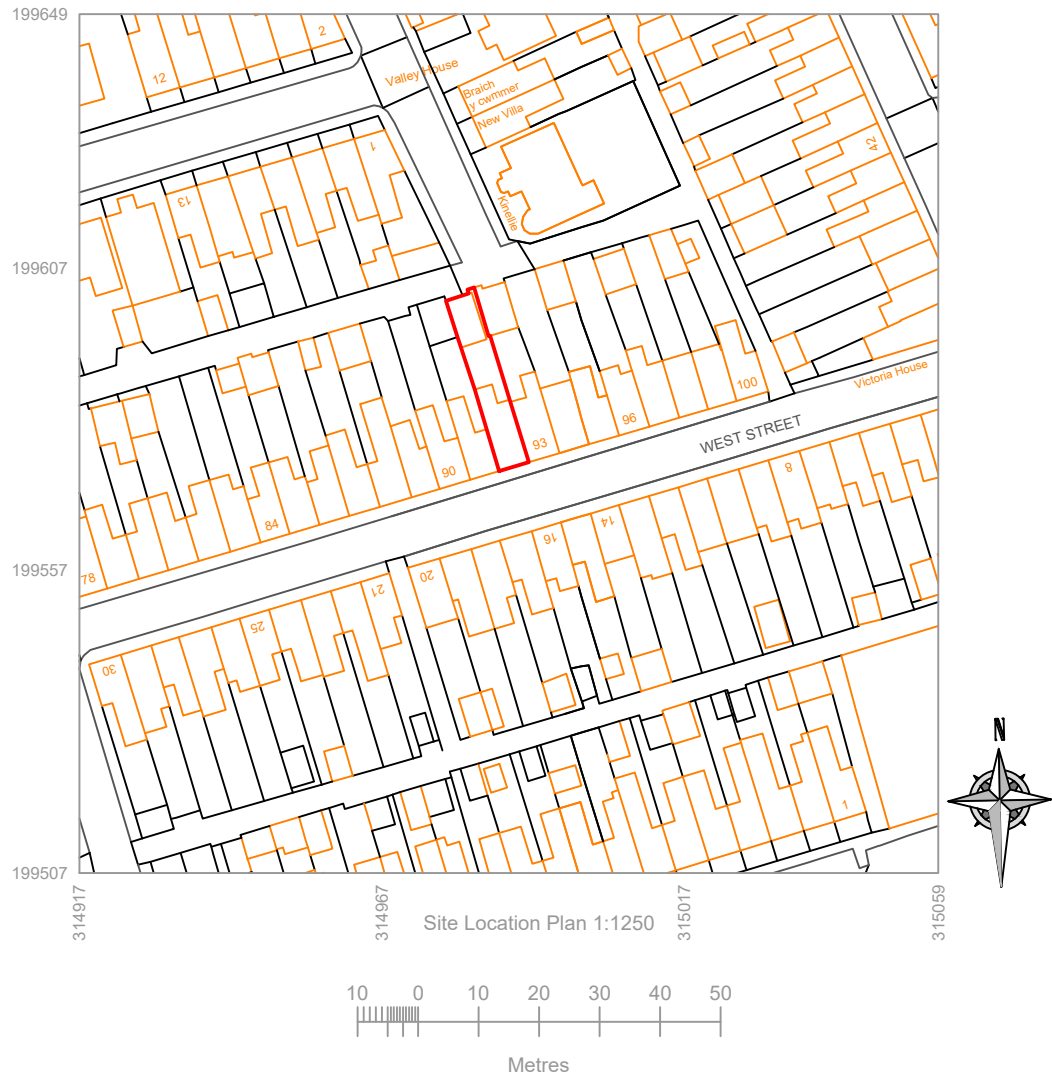 199649
2
12
Valley House
Braich
y cwmmer
New Villa
42
1
13
Kinellie
199607
100
Victoria House
96
93
WEST STREET
90
8
84
14
16
199557
78
20
21
25
30
N
1
199507
314917
314967
315017
315059
Site Location Plan 1:1250
10 0 10 20 30 40 50
Metres